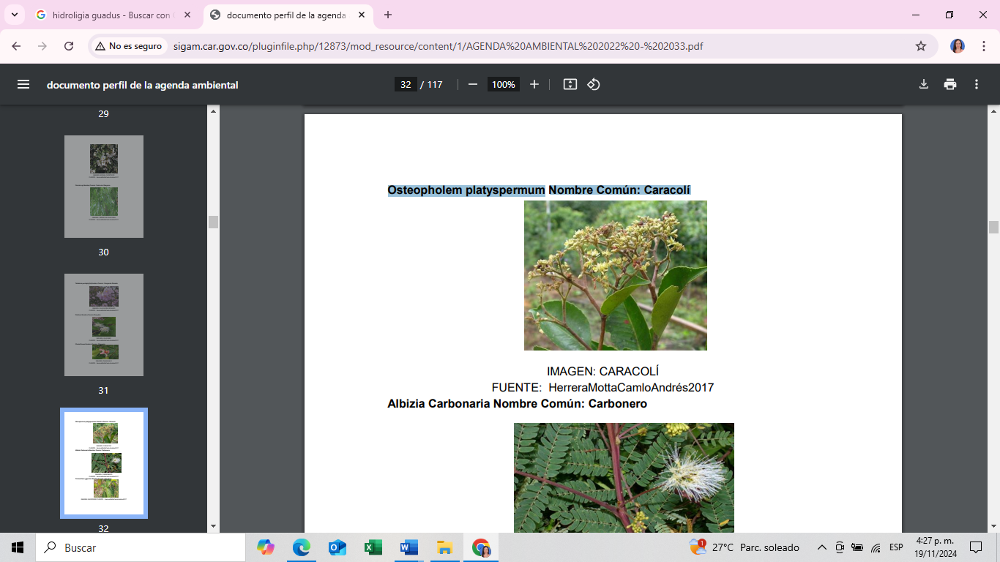 hidroligia guadus - Buscar con
documento perfil de la agenda
No es seguro
sigam.car.gov.co/pluginfile.php/12873/mod_resource/content/1/AGENDA%20AMBIENTAL%202022%20-%202033.pdf
documento perfil de la agenda ambiental
32 / 117
100%
29
30
31
32
Osteopholem platyspermum Nombre Común: Caracolí
IMAGEN: CARACOLÍ
FUENTE: HerreraMottaCamloAndrés2017
Albizia Carbonaria Nombre Común: Carbonero
Buscar
1
27°C Parc. soleado
ESP
4:27 p. m.
19/11/2024